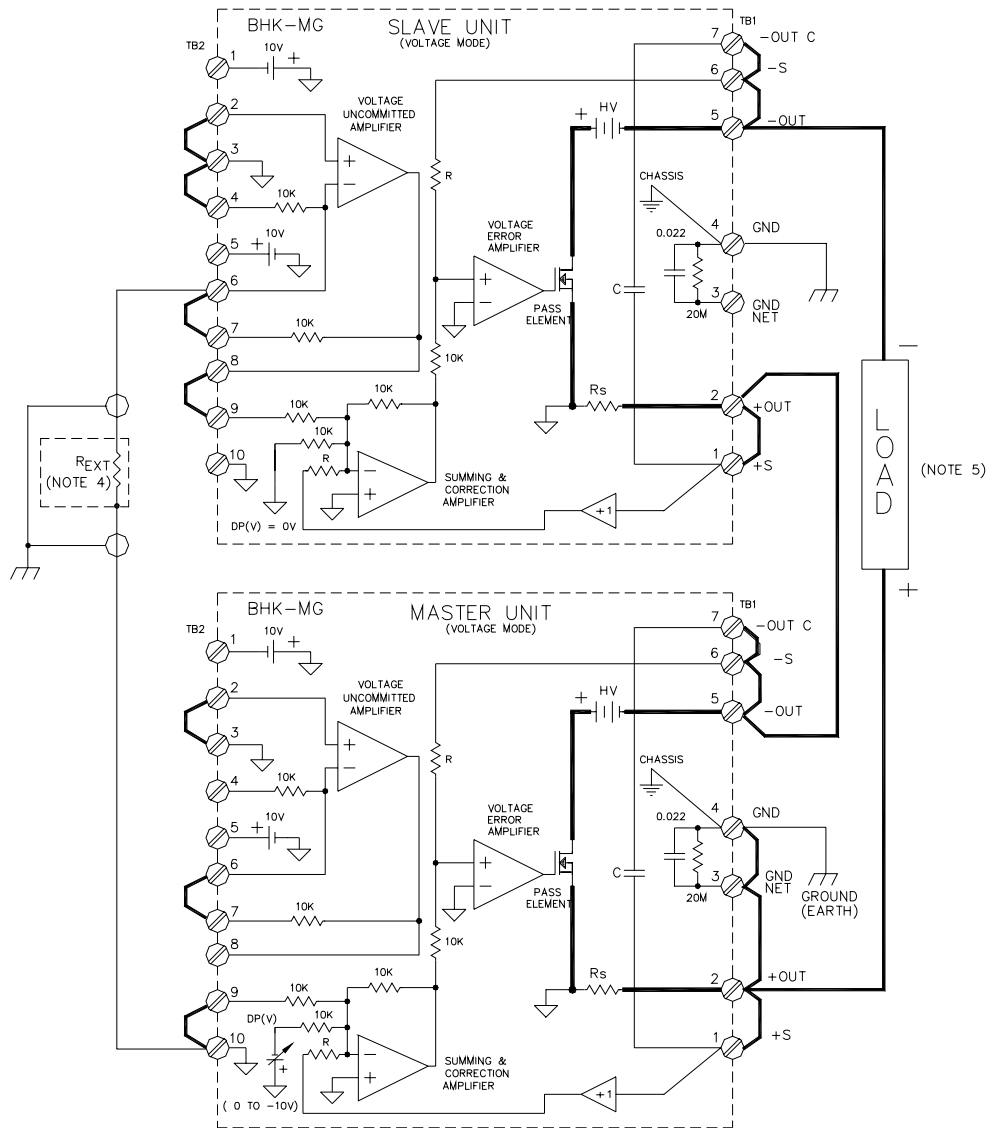 BHK-MG
SLAVE UNIT
(VOLTAGE MODE)
TB2
TB1
1
10V
+
2
3
4
10K
VOLTAGE
UNCOMMITTED
AMPLIFIER
+
−
5
+
10V
6
7
10K
8
9
10K
10K
10K
R
10
DP(V) = 0V
−
+
SUMMING &
CORRECTION
AMPLIFIER
+1
R
10K
VOLTAGE
ERROR
AMPLIFIER
+
−
PASS
ELEMENT
+
HV
C
Rs
CHASSIS
0.022
20M
7
-OUT C
6
-S
5
-OUT
4
GND
3
GND
NET
2
+OUT
1
+S
REXT
(NOTE 4)
−
LOAD
+
(NOTE 5)
BHK-MG
MASTER UNIT
(VOLTAGE MODE)
TB2
TB1
1
10V
+
2
3
4
10K
VOLTAGE
UNCOMMITTED
AMPLIFIER
+
−
5
+
10V
6
7
10K
8
9
10K
10K
DP(V)
10K
R
10
+
( 0 TO -10V)
−
+
SUMMING &
CORRECTION
AMPLIFIER
+1
R
10K
VOLTAGE
ERROR
AMPLIFIER
+
−
PASS
ELEMENT
+
HV
C
Rs
CHASSIS
0.022
20M
7
-OUT C
6
-S
5
-OUT
4
GND
3
GND
NET
GROUND
(EARTH)
2
+OUT
1
+S